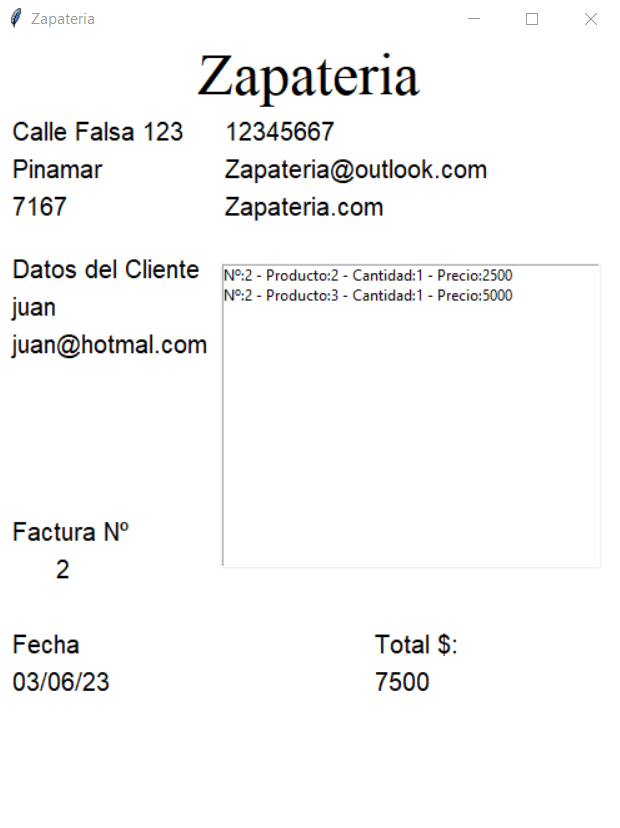 Zapateria
Zapateria
Calle Falsa 123 12345667
Pinamar Zapateria@outlook.com
7167 Zapateria.com
Datos del Cliente
juan
juan@hotmal.com
Nº:2 - Producto:2 - Cantidad:1 - Precio:2500
Nº:2 - Producto:3 - Cantidad:1 - Precio:5000
Factura Nº
2
Fecha Total $:
03/06/23 7500